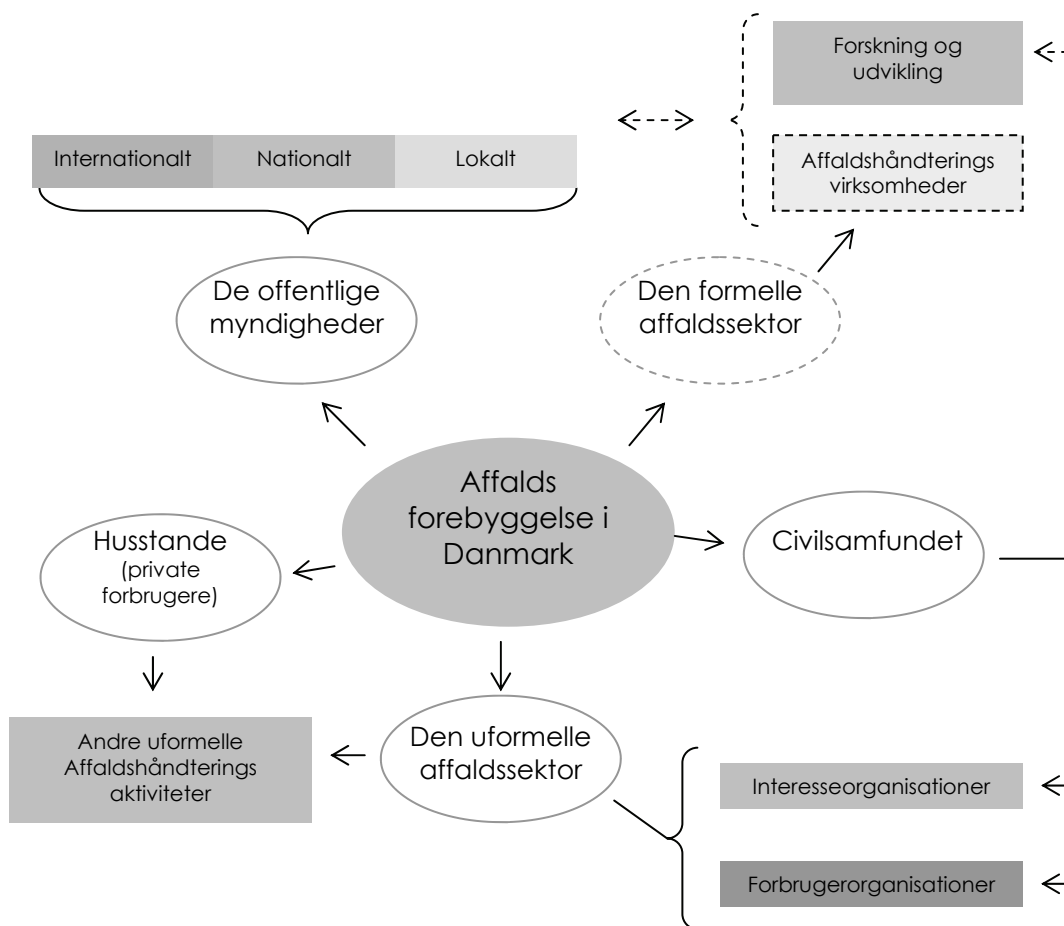 Forskning og
udvikling
Internationalt
Nationalt
Lokalt
Affaldshåndterings
virksomheder
De offentlige
myndigheder
Den formelle
affaldssektor
Affalds
forebyggelse i
Danmark
Husstande
(private
forbrugere)
Civilsamfundet
Andre uformelle
Affaldshåndterings
aktiviteter
Den uformelle
affaldssektor
Interesseorganisationer
Forbrugerorganisationer